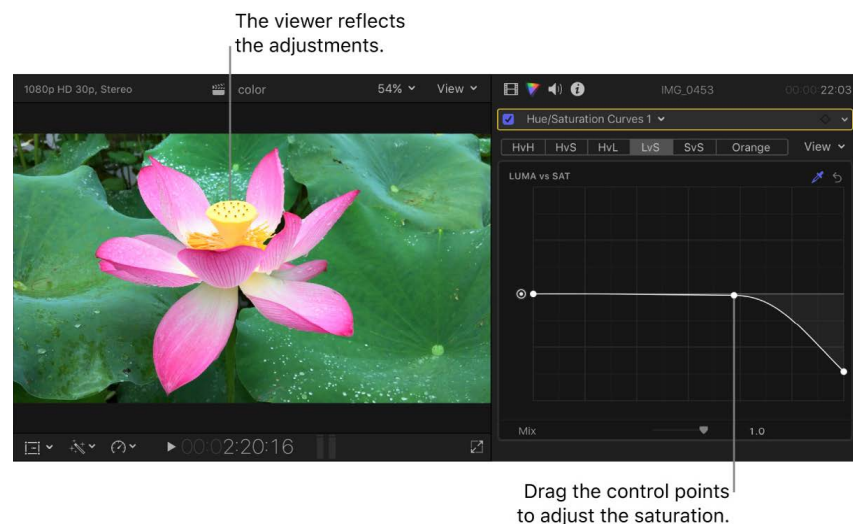 The viewer reflects
the adjustments.
1080p HD 30p, Stereo
color
54%
View
IMG_0453
00:00:22:03
Hue/Saturation Curves 1
HvH
HvS
HvL
LvS
SvS
Orange
View
LUMA vs SAT
Mix
1.0
00:02:20:16
Drag the control points
to adjust the saturation.